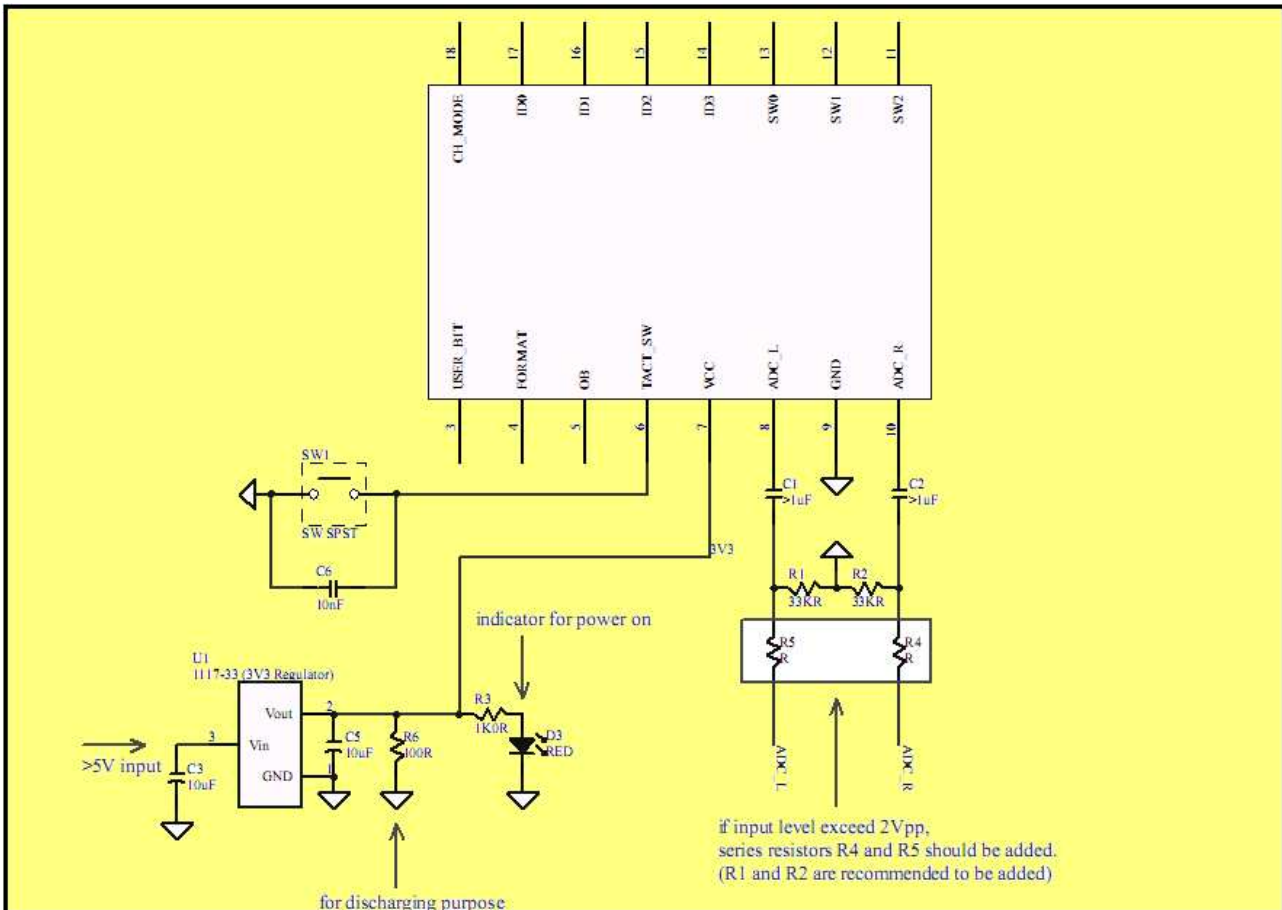 18
17
16
15
14
13
12
11
CH_MODE
ID0
ID1
ID2
ID3
SW0
SW1
SW2
USER_BIT
FORMAT
OB
TACT_SW
VCC
ADC_L
GND
ADC_R
3
4
5
6
7
8
9
10
SW1
SW SPST
C6
10nF
C1
>1uF
C2
>1uF
3V3
R1
33KR
R2
33KR
indicator for power on
R5
R
R4
R
U1
1117-33 (3V3 Regulator)
Vout
2
Vin
3
GND
1
>5V input
C3
10uF
C5
10uF
R6
100R
R3
1K0R
D3
RED
ADC_L
ADC_R
if input level exceed 2Vpp,
series resistors R4 and R5 should be added.
(R1 and R2 are recommended to be added)
for discharging purpose